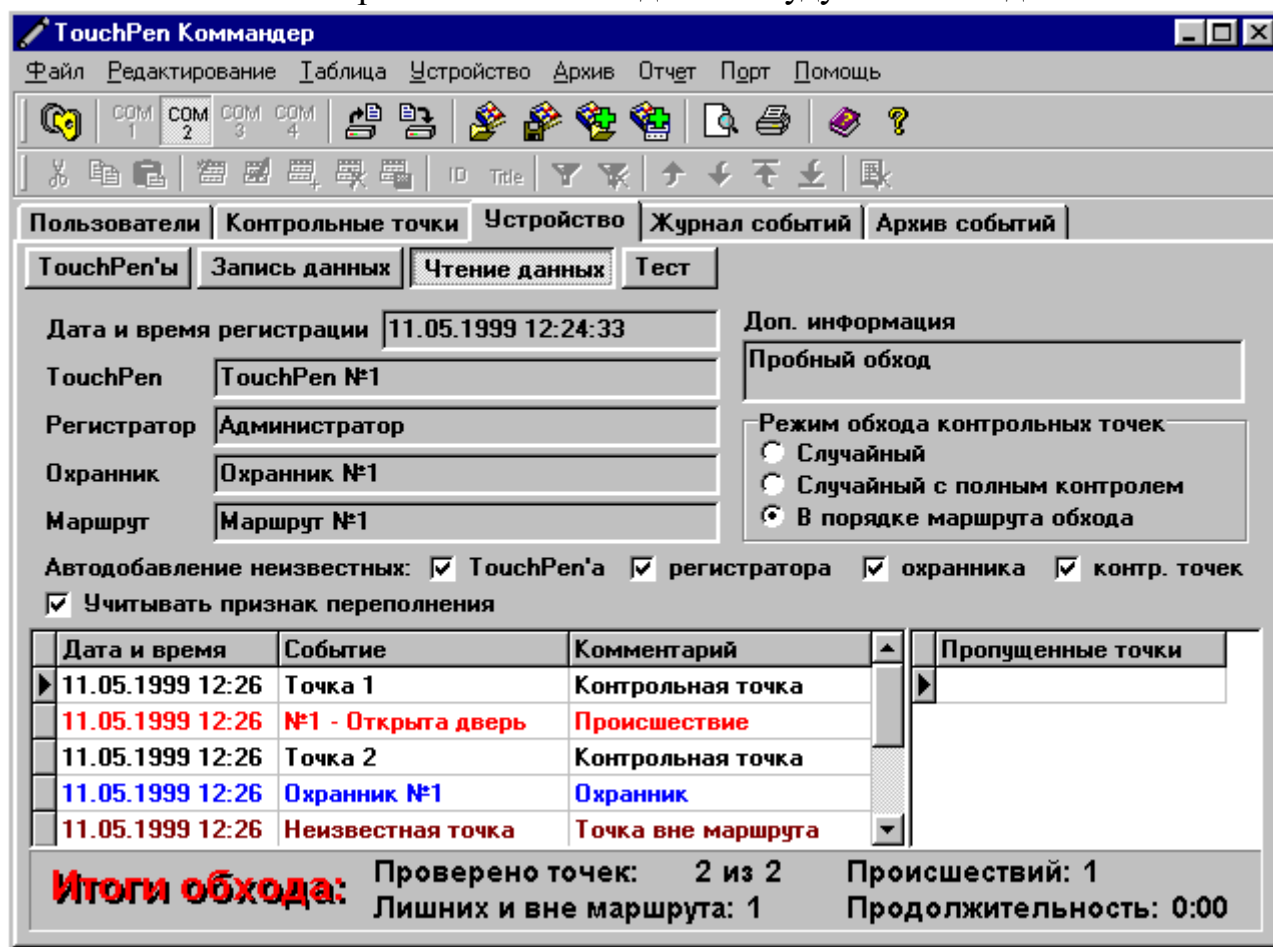 TouchPen Коммандер
Файл Редактирование Таблица Устройство Архив Отчет Порт Помощь
COM 1 COM 2 COM 3 COM 4
ID Title
Пользователи Контрольные точки Устройство Журнал событий Архив событий
TouchPen'ы Запись данных Чтение данных Тест
Дата и время регистрации 11.05.1999 12:24:33
TouchPen TouchPen №1
Регистратор Администратор
Охранник Охранник №1
Маршрут Маршрут №1
Доп. информация
Пробный обход
Режим обхода контрольных точек
Случайный
Случайный с полным контролем
В порядке маршрута обхода
Автодобавление неизвестных: TouchPen'а регистратора охранника контр. точек
Учитывать признак переполнения
Дата и время Событие Комментарий Пропущенные точки
11.05.1999 12:26 Точка 1 Контрольная точка
11.05.1999 12:26 №1 - Открыта дверь Происшествие
11.05.1999 12:26 Точка 2 Контрольная точка
11.05.1999 12:26 Охранник №1 Охранник
11.05.1999 12:26 Неизвестная точка Точка вне маршрута
Итоги обхода: Проверено точек: 2 из 2 Происшествий: 1
Лишних и вне маршрута: 1 Продолжительность: 0:00